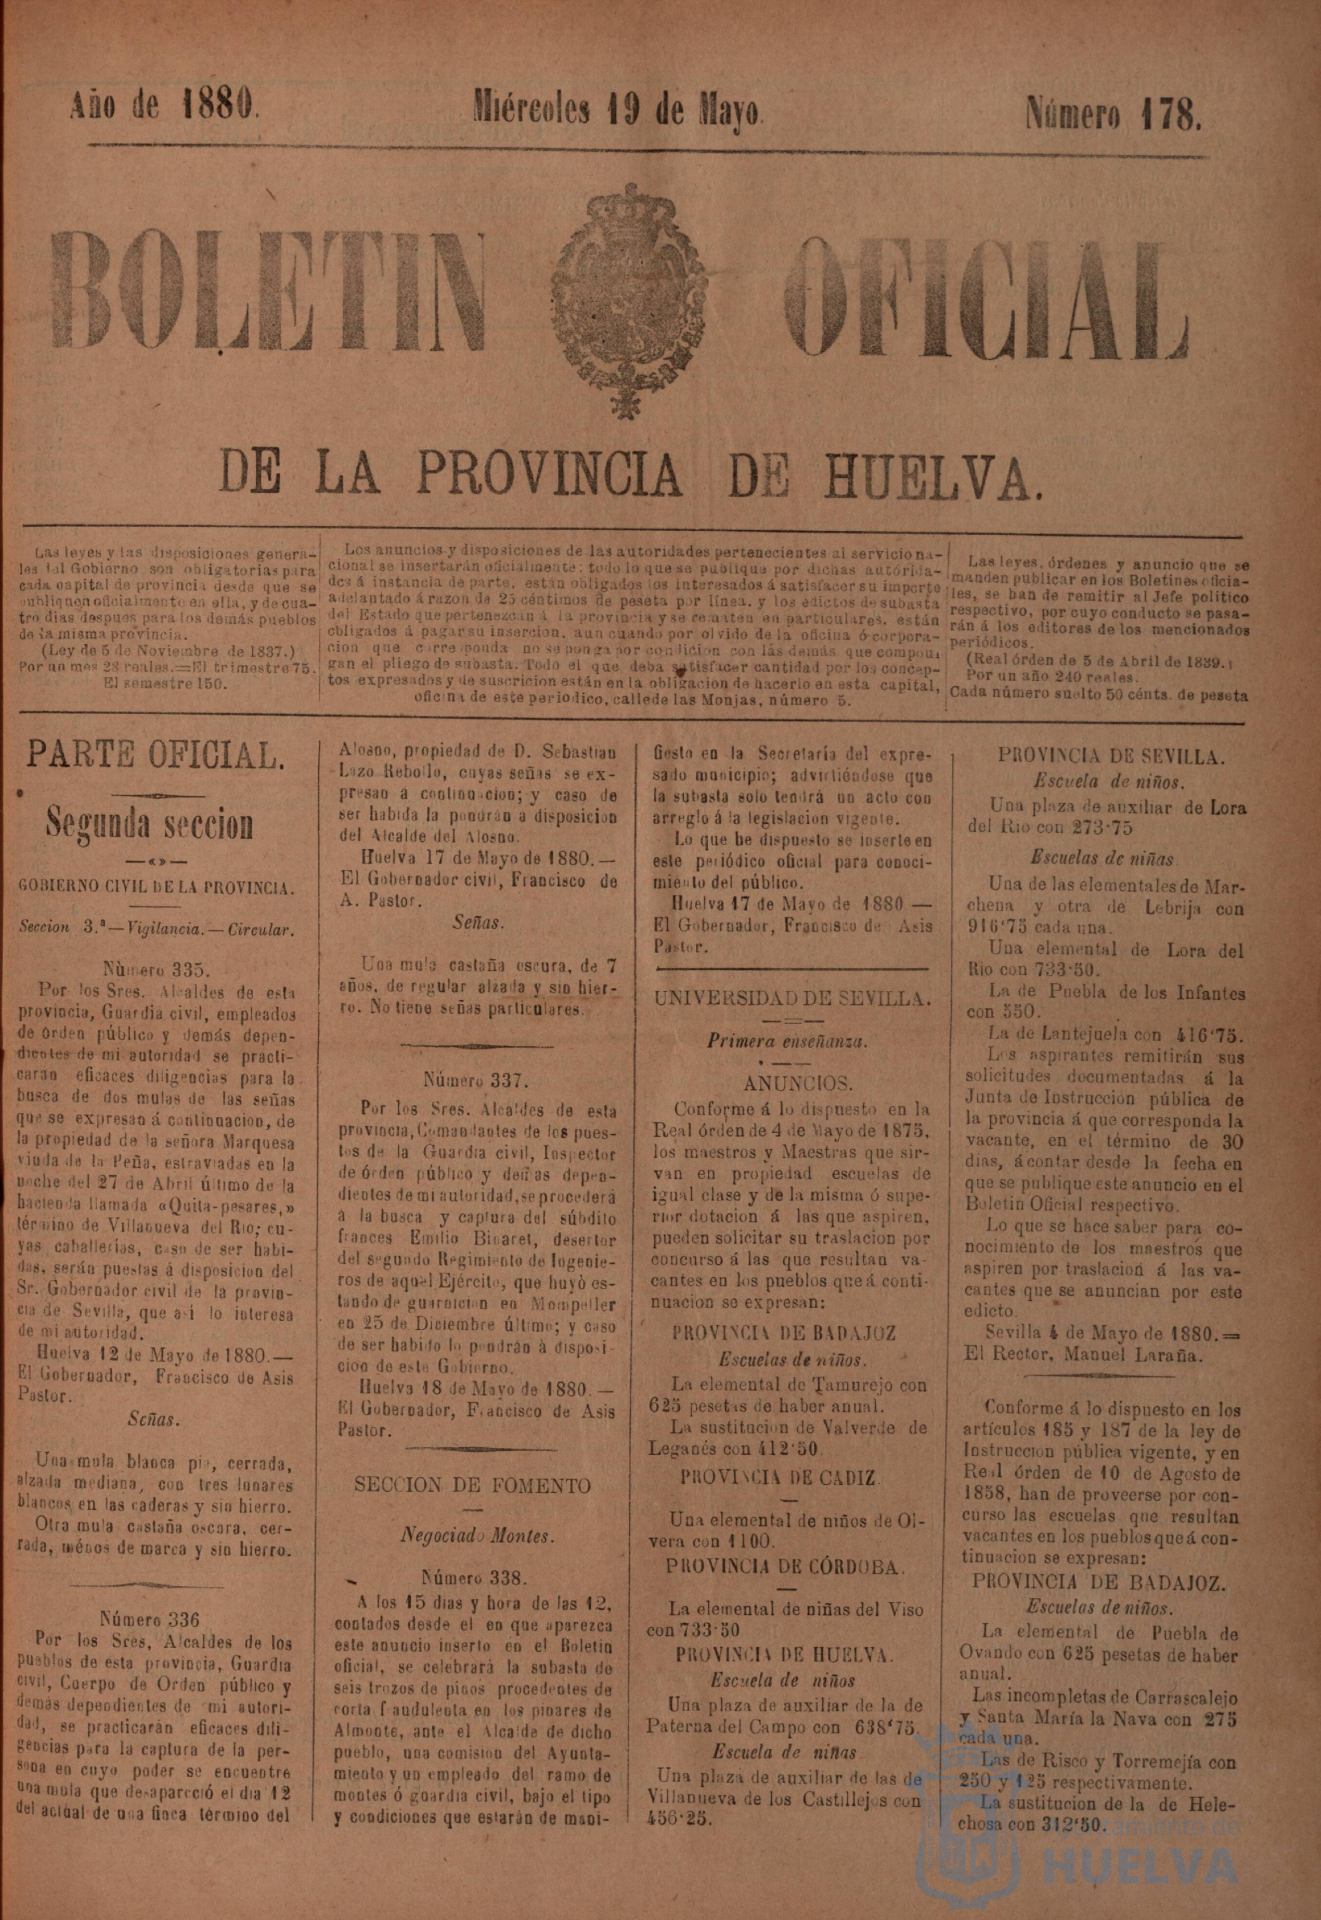 Año de 1880.
Miércoles 19 de Mayo.
Número 178.
BOLETIN OFICIAL
DE LA PROVINCIA DE HUELVA.
Las leyes y las disposiciones genera-
les del Gobierno son obligatorias para
cada capital de provincia desde que se
publiquen oficialmente en ella, y de cua-
tro dias despues para los demás pueblos
de la misma provincia.
(Ley de 5 de Noviembre de 1837.)
Por un mes 28 reales.=El trimestre 75.
El semestre 150.
Los anuncios y disposiciones de las autoridades pertenecientes al servicio na-
cional se insertarán oficialmente: todo lo que se publique por dichas autorida-
des á instancia de parte, están obligados los interesados á satisfacer su importe
adelantado á razon de 25 céntimos de peseta por línea, y los edictos de subasta
del Estado que pertenezcan á la provincia y se rematen en particulares, están
obligados á pagar su insercion, aun cuando por olvido de la oficina ó corpora-
cion que corresponda no se ponga por condicion con las demás que compon-
gan el pliego de subasta. Todo el que deba satisfacer cantidad por los concep-
tos expresados y de suscricion están en la obligacion de hacerlo en esta capital,
oficina de este periodico, calle de las Monjas, número 5.
Las leyes, órdenes y anuncio que se
manden publicar en los Boletines oficia-
les, se ban de remitir al Jefe político
respectivo, por cuyo conducto se pasa-
rán á los editores de los mencionados
periódicos.
(Real órden de 5 de Abril de 1839.)
Por un año 240 reales.
Cada número suelto 50 cénts. de peseta
PARTE OFICIAL.
Segunda seccion
GOBIERNO CIVIL DE LA PROVINCIA.
Seccion 3.ª—Vigilancia.—Circular.
Número 335.
Por los Sres. Alcaldes de esta
provincia, Guardia civil, empleados
de órden público y demás depen-
dientes de mi autoridad se practi-
carán eficaces diligencias para la
busca de dos mulas de las señas
que se expresan á continuacion, de
la propiedad de la señora Marquesa
viuda de la Peña, estraviadas en la
noche del 27 de Abril último de la
hacienda llamada «Quita-pesares,»
término de Villanueva del Rio; cu-
yas caballerías, caso de ser habi-
das, serán puestas á disposicion del
Sr. Gobernador civil de la provin-
cia de Sevilla, que así lo interesa
de mi autoridad.
Huelva 12 de Mayo de 1880.—
El Gobernador, Francisco de Asis
Pastor.
Señas.
Una mula blanca pia, cerrada,
alzada mediana, con tres lunares
blancos en las caderas y sin hierro.
Otra mula castaña oscura, cer-
rada, ménos de marca y sin hierro.
Número 336
Por los Sres, Alcaldes de los
pueblos de esta provincia, Guardia
civil, Cuerpo de Orden público y
demás dependientes de mi autori-
dad, se practicarán eficaces dili-
gencias para la captura de la per-
sona en cuyo poder se encuentre
una mula que desapareció el dia 12
del actual de una finca término del
Alosno, propiedad de D. Sebastian
Lazo Rebollo, cuyas señas se ex-
presan á continuacion; y caso de
ser habida la pondrán á disposicion
del Alcalde del Alosno.
Huelva 17 de Mayo de 1880.—
El Gobernador civil, Francisco de
A. Pastor.
Señas.
Una mula castaña oscura, de 7
años, de regular alzada y sin hier-
ro. No tiene señas particulares.
Número 337.
Por los Sres. Alcaldes de esta
provincia, Comandantes de los pues-
tos de la Guardia civil, Inspector
de órden público y demas depen-
dientes de mi autoridad, se procederá
á la busca y captura del súbdito
frances Emilio Binaret, desertor
del segundo Regimiento de Ingenie-
ros de aquel Ejército, que huyó es-
tando de guarnicion en Mompeller
en 25 de Diciembre último; y caso
de ser habido lo pondrán á disposi-
cion de este Gobierno.
Huelva 18 de Mayo de 1880.—
El Gobernador, Francisco de Asis
Pastor.
SECCION DE FOMENTO
Negociado Montes.
Número 338.
A los 15 dias y hora de las 12,
contados desde el en que aparezca
este anuncio inserto en el Boletin
oficial, se celebrará la subasta de
seis trozos de pinos procedentes de
corta fraudulenta en los pinares de
Almonte, ante el Alcalde de dicho
pueblo, una comision del Ayunta-
miento y un empleado del ramo de
montes ó guardia civil, bajo el tipo
y condiciones que estarán de mani-
fiesto en la Secretaría del expre-
sado municipio; advirtiéndose que
la subasta solo tendrá un acto con
arreglo á la legislacion vigente.
Lo que he dispuesto se inserte en
este periódico oficial para conoci-
miento del público.
Huelva 17 de Mayo de 1880—
El Gobernador, Francisco de Asis
Pastor.
UNIVERSIDAD DE SEVILLA.
Primera enseñanza.
ANUNCIOS.
Conforme á lo dispuesto en la
Real órden de 4 de Mayo de 1875,
los maestros y Maestras que sir-
van en propiedad escuelas de
igual clase y de la misma ó supe-
rior dotacion á las que aspiren,
pueden solicitar su traslacion por
concurso á las que resultan va-
cantes en los pueblos que á conti-
nuacion se expresan:
PROVINCIA DE BADAJOZ
Escuelas de niños.
La elemental de Tamurejo con
625 pesetas de haber anual.
La sustitucion de Valverde de
Leganés con 412'50.
PROVINCIA DE CADIZ.
Una elemental de niños de Ol-
vera con 1100.
PROVINCIA DE CÓRDOBA.
La elemental de niñas del Viso
con 733'50
PROVINCIA DE HUELVA.
Escuela de niños
Una plaza de auxiliar de la de
Paterna del Campo con 638'75.
Escuela de niñas
Una plaza de auxiliar de las de
Villanueva de los Castillejos con
456'25.
PROVINCIA DE SEVILLA.
Escuela de niños.
Una plaza de auxiliar de Lora
del Rio con 273'75
Escuelas de niñas
Una de las elementales de Mar-
chena y otra de Lebrija con
916'75 cada una.
Una elemental de Lora del
Rio con 733'50.
La de Puebla de los Infantes
con 550.
La de Lantejuela con 416'75.
Los aspirantes remitirán sus
solicitudes documentadas á la
Junta de Instrucción pública de
la provincia á que corresponda la
vacante, en el término de 30
dias, á contar desde la fecha en
que se publique este anuncio en el
Boletin Oficial respectivo.
Lo que se hace saber para co-
nocimiento de los maestros que
aspiren por traslacion á las va-
cantes que se anuncian por este
edicto.
Sevilla 4 de Mayo de 1880.=
El Rector, Manuel Laraña.
Conforme á lo dispuesto en los
artículos 185 y 187 de la ley de
Instruccion pública vigente, y en
Real órden de 10 de Agosto de
1858, han de proveerse por con-
curso las escuelas que resultan
vacantes en los pueblos que á con-
tinuacion se expresan:
PROVINCIA DE BADAJOZ.
Escuelas de niños.
La elemental de Puebla de
Ovando con 625 pesetas de haber
anual.
Las incompletas de Carrascalejo
y Santa María la Nava con 275
cada una.
Las de Risco y Torremejía con
250 y 125 respectivamente.
La sustitucion de la de Hele-
chosa con 312'50.
Ayuntamiento de
HUELVA